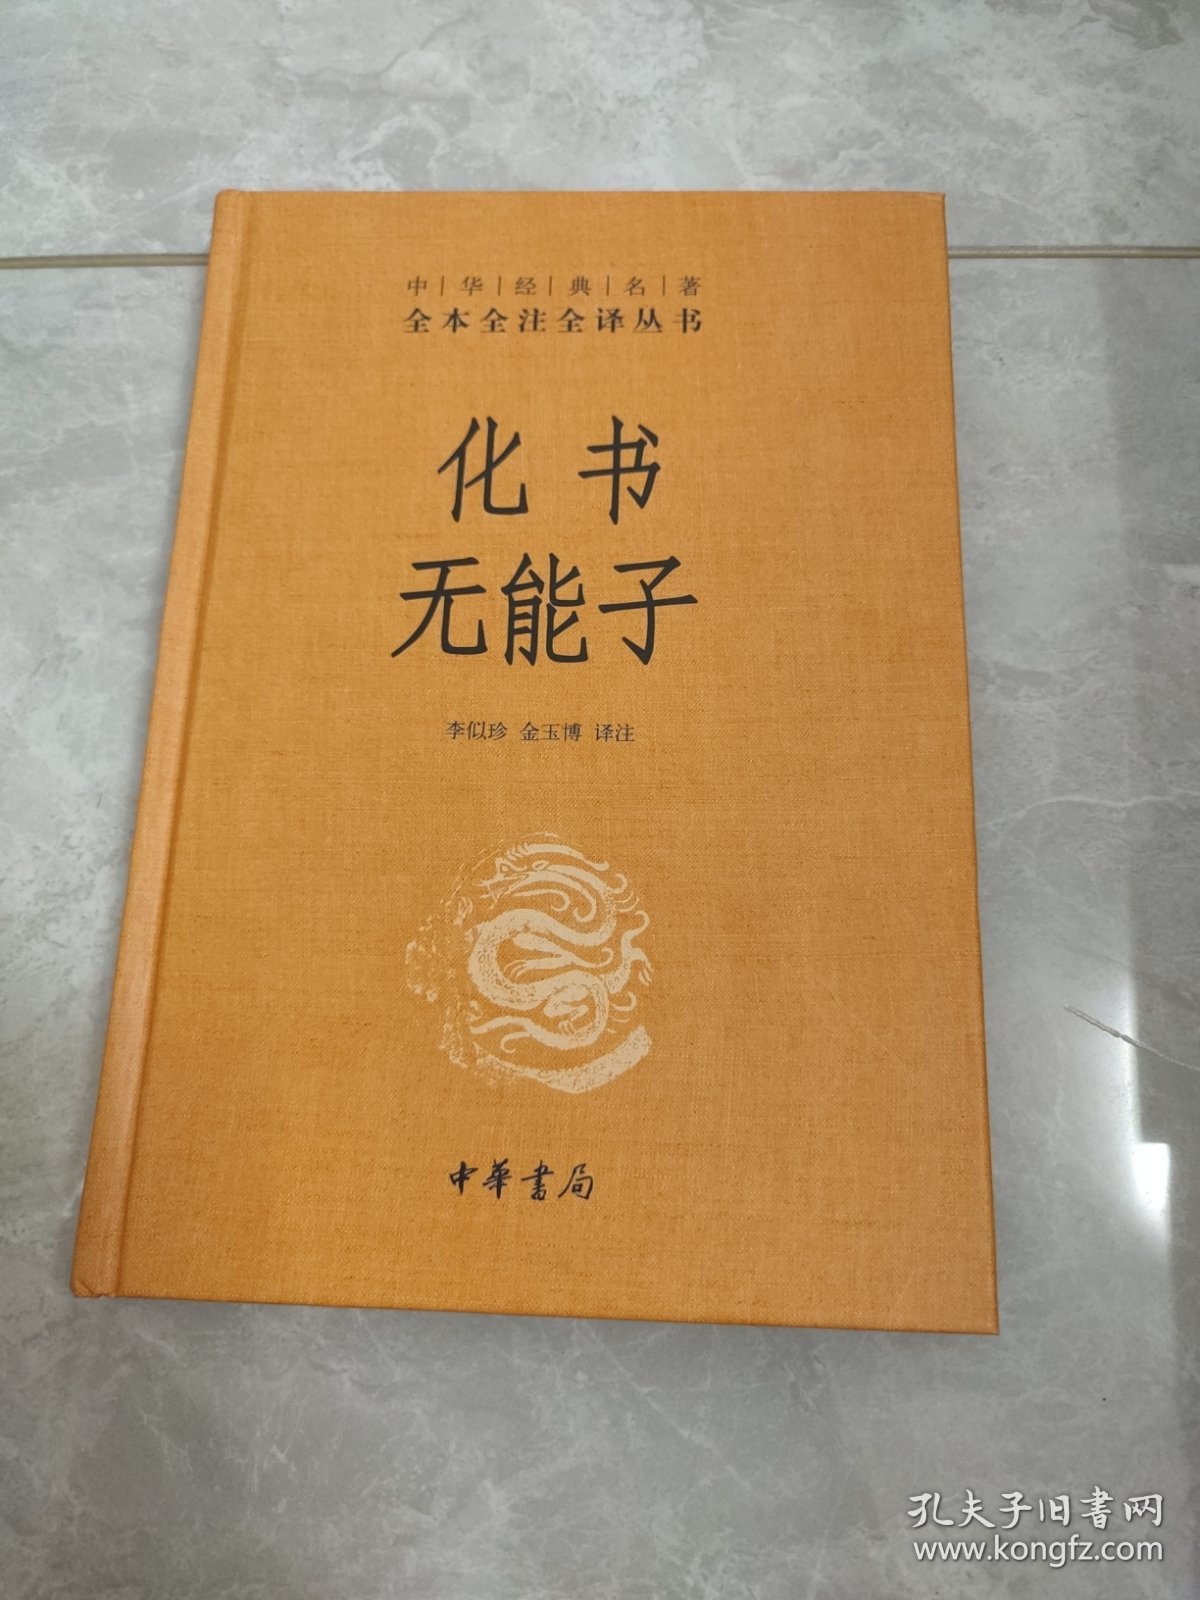 中|华|经|典|名|著
全本全注全译丛书
化书
无能子
李似珍 金玉博 译注
中華書局
孔夫子旧書网
www.kongfz.com